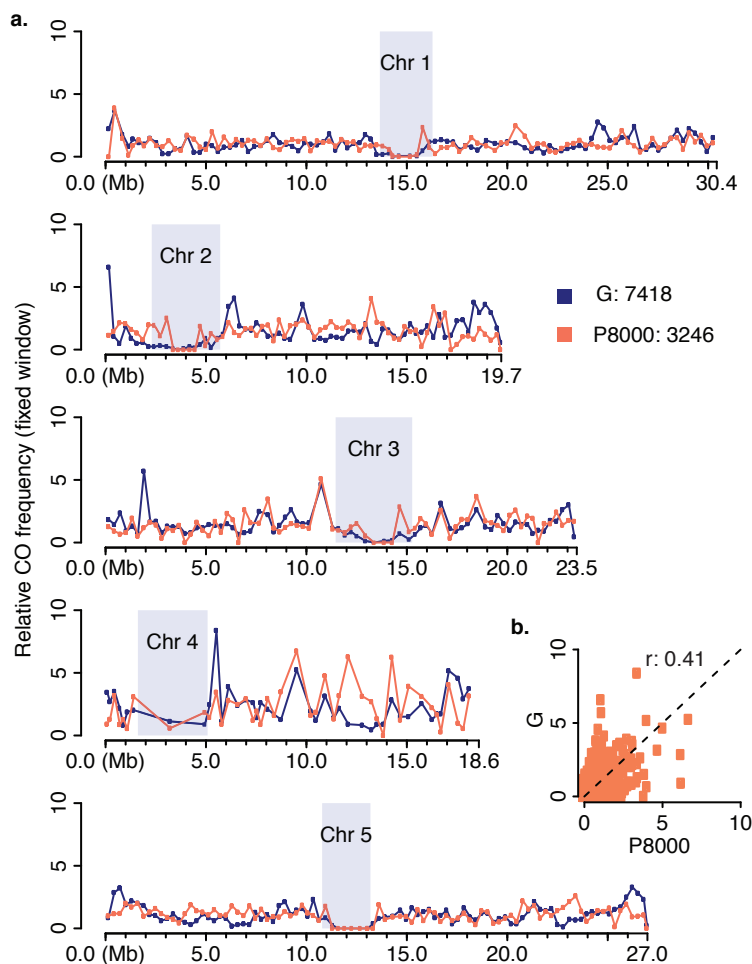 a.
Relative CO frequency (fixed window)
10
5
0
Chr 1
0.0 (Mb) 5.0 10.0 15.0 20.0 25.0 30.4
10
5
0
Chr 2
0.0 (Mb) 5.0 10.0 15.0 19.7
G: 7418
P8000: 3246
10
5
0
Chr 3
0.0 (Mb) 5.0 10.0 15.0 20.0 23.5
10
5
0
Chr 4
0.0 (Mb) 5.0 10.0 15.0 18.6
b.
10
5
0
G
r: 0.41
0 5 10
P8000
10
5
0
Chr 5
0.0 (Mb) 5.0 10.0 15.0 20.0 27.0